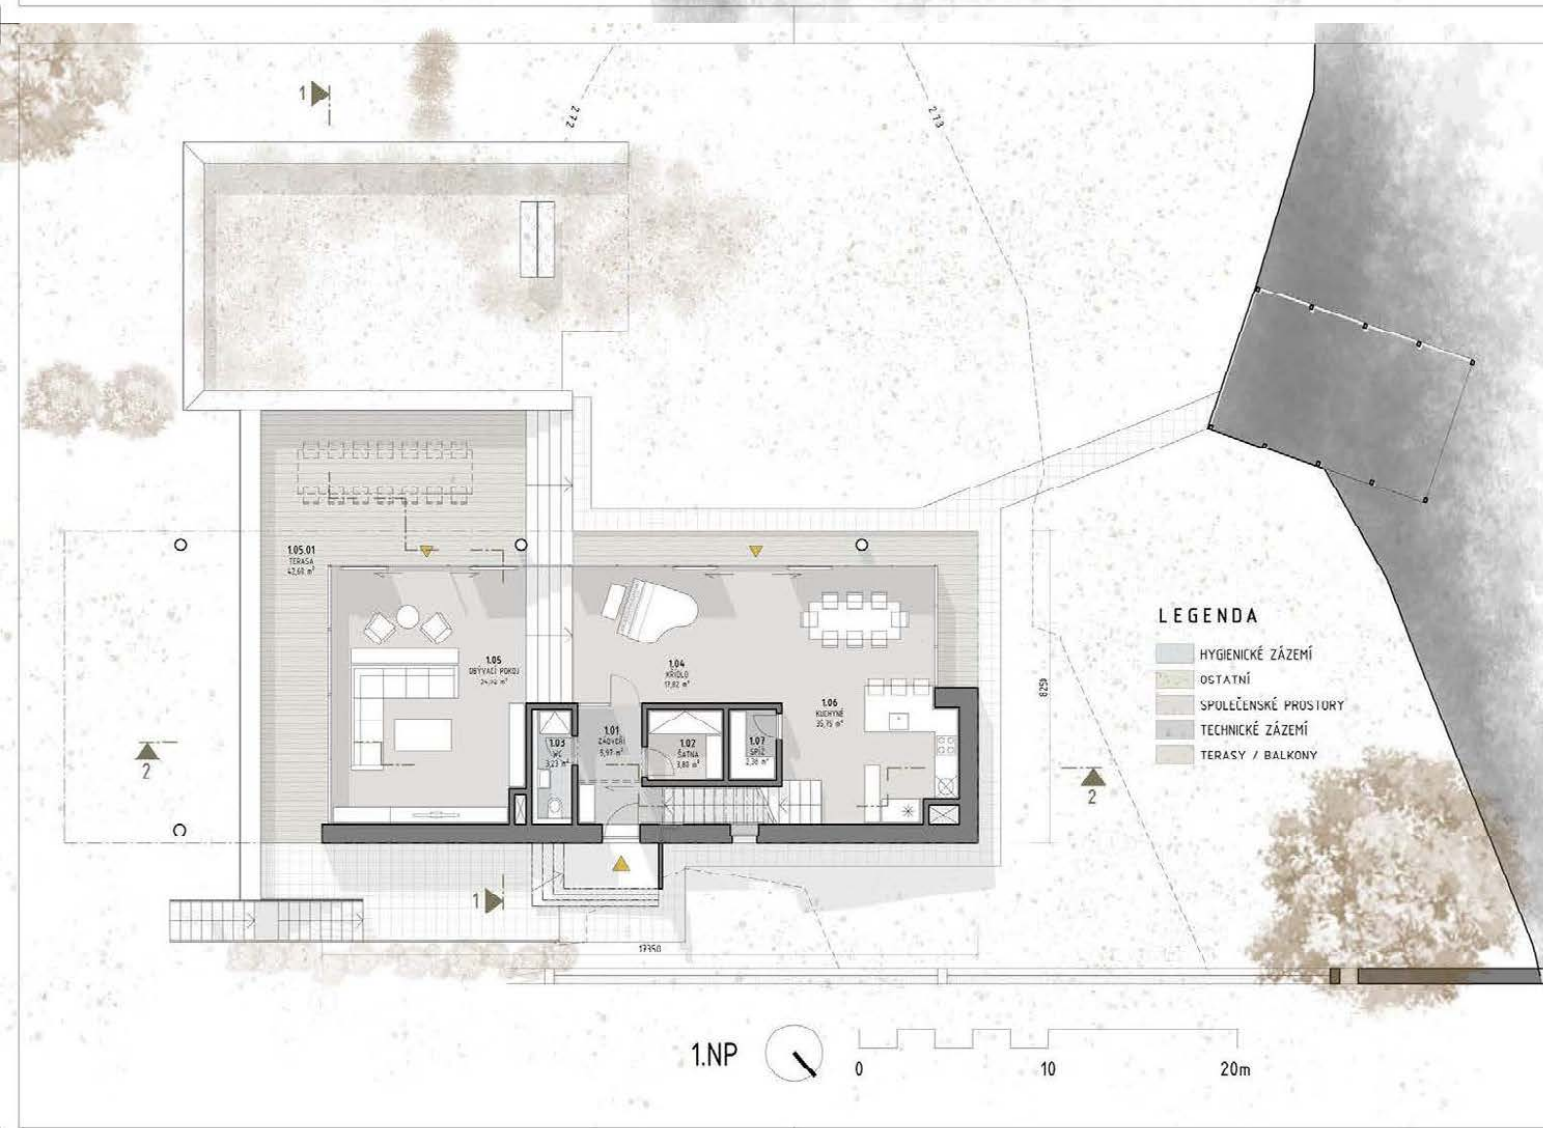 1
272
273
1.05.01
TERASA
42,60 m²
1.05
OBÝVACÍ POKOJ
1.04
KŘÍDLO
17,82 m²
1.06
KUCHYNĚ
35,75 m²
1.03
WC
3,23 m²
1.01
ZÁDVEŘÍ
5,97 m²
1.02
ŠATNA
3,80 m²
1.07
SPÍŽ
2,36 m²
8250
2
2
1
17350
LEGENDA
HYGIENICKÉ ZÁZEMÍ
OSTATNÍ
SPOLEČENSKÉ PROSTORY
TECHNICKÉ ZÁZEMÍ
TERASY / BALKONY
1.NP
0 10 20m